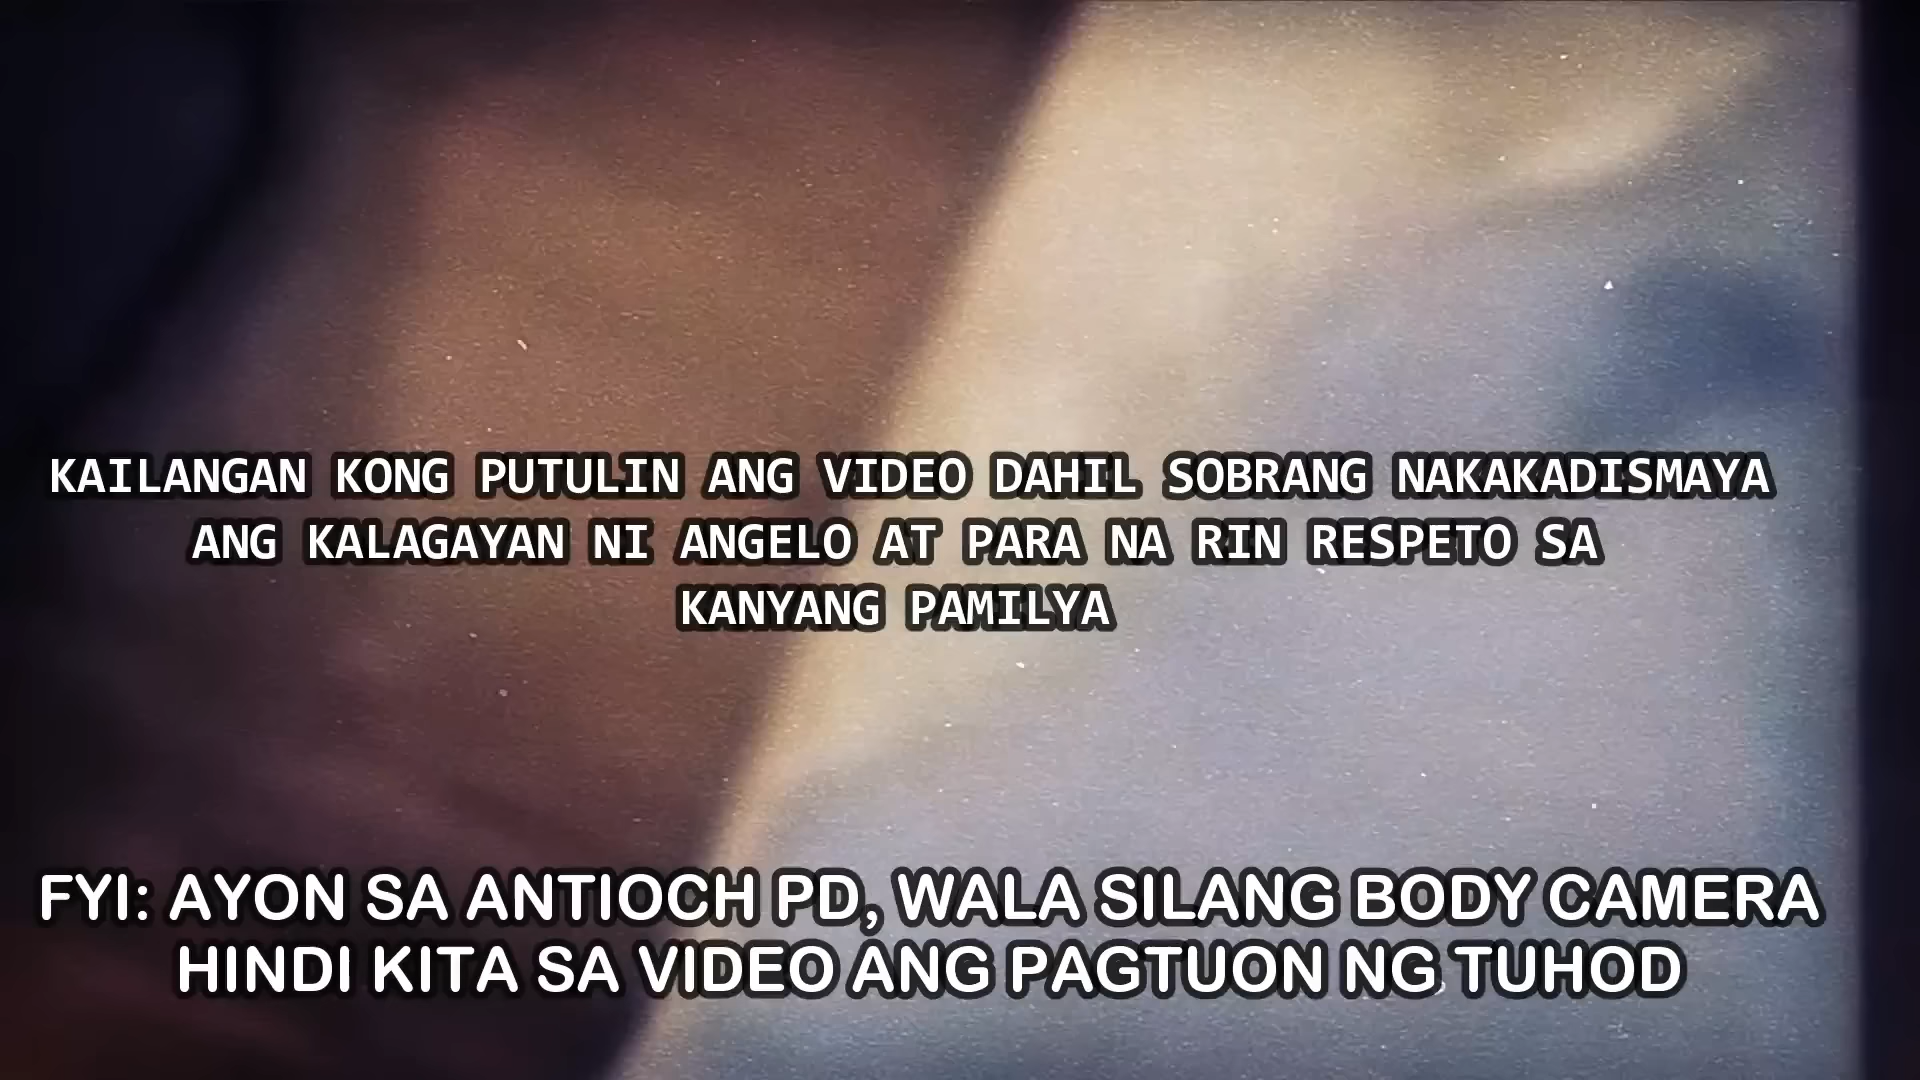 KAILANGAN KONG PUTULIN ANG VIDEO DAHIL SOBRANG NAKAKADISMAYA
ANG KALAGAYAN NI ANGELO AT PARA NA RIN RESPETO SA
KANYANG PAMILYA
FYI: AYON SA ANTIOCH PD, WALA SILANG BODY CAMERA
HINDI KITA SA VIDEO ANG PAGTUON NG TUHOD